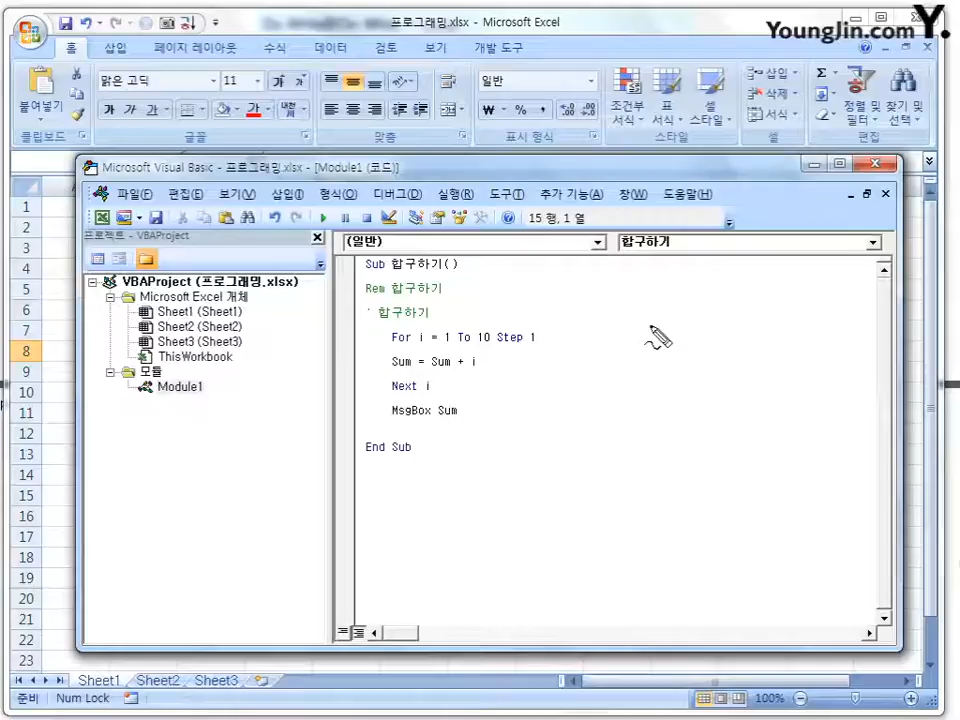 프로그래밍.xlsx - Microsoft Excel
YoungJin.com Y.
홈 삽입 페이지 레이아웃 수식 데이터 검토 보기 개발 도구
붙여넣기
맑은 고딕 11
가 가 가
일반
조건부 서식 표 서식 셀 스타일
삽입
삭제
서식
정렬 및 필터 찾기 및 선택
클립보드 글꼴 맞춤 표시 형식 스타일 셀 편집
Microsoft Visual Basic - 프로그래밍.xlsx - [Module1 (코드)]
파일(F) 편집(E) 보기(V) 삽입(I) 형식(O) 디버그(D) 실행(R) 도구(T) 추가 기능(A) 창(W) 도움말(H)
15 행, 1 열
프로젝트 - VBAProject
(일반) 합구하기
VBAProject (프로그래밍.xlsx)
Microsoft Excel 개체
Sheet1 (Sheet1)
Sheet2 (Sheet2)
Sheet3 (Sheet3)
ThisWorkbook
모듈
Module1
Sub 합구하기()
Rem 합구하기
' 합구하기
For i = 1 To 10 Step 1
Sum = Sum + i
Next i
MsgBox Sum
End Sub
1
2
3
4
5
6
7
8
9
10
11
12
13
14
15
16
17
18
19
20
21
22
23
Sheet1 Sheet2 Sheet3
준비 Num Lock 100%